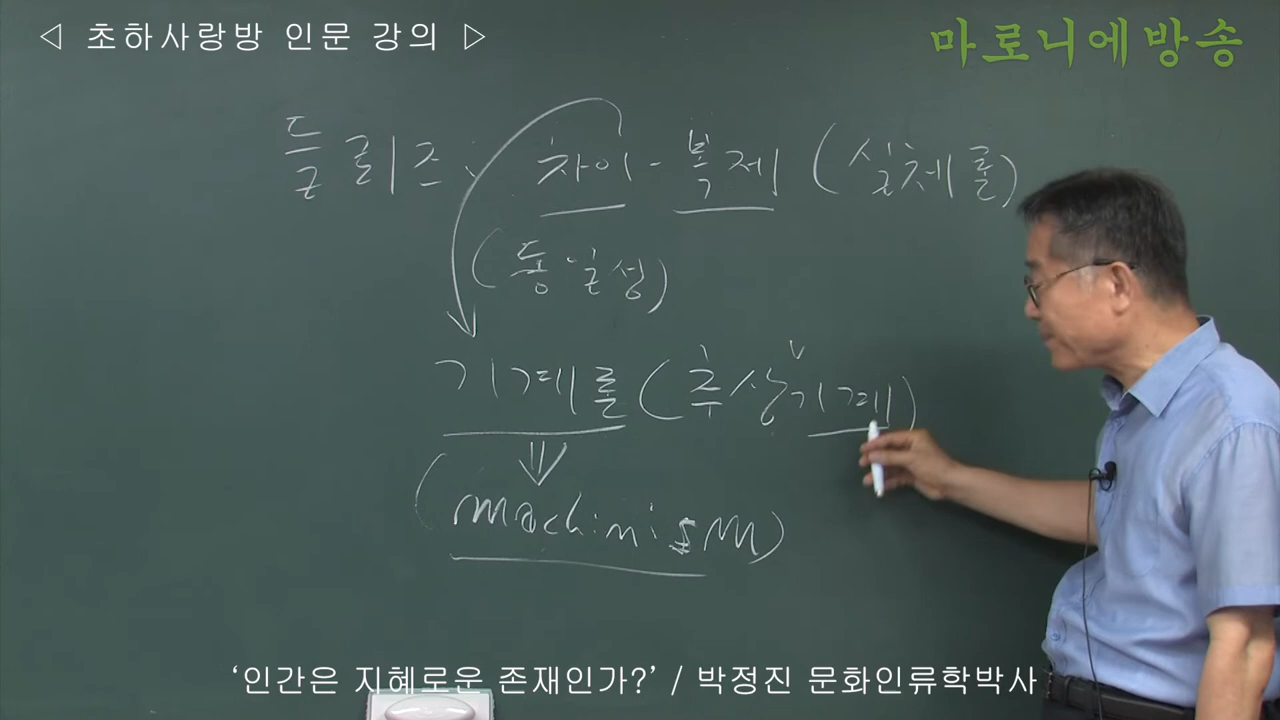 ◁ 초하사랑방 인문 강의 ▷
마로니에방송
들뢰즈: 차이-복제 (실체론)
(동일성)
기계론 (추상∨기계)
(machinism)
‘인간은 지혜로운 존재인가?’ / 박정진 문화인류학박사